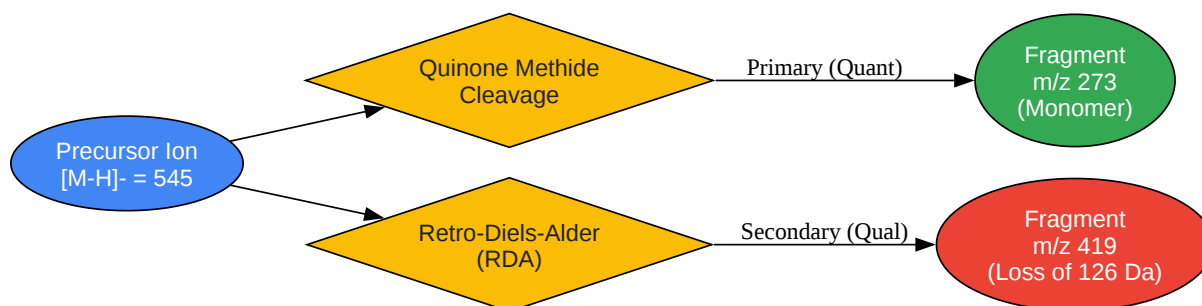 Precursor Ion
[M-H]- = 545
Quinone Methide
Cleavage
Primary (Quant)
Fragment
m/z 273
(Monomer)
Retro-Diels-Alder
(RDA)
Secondary (Qual)
Fragment
m/z 419
(Loss of 126 Da)